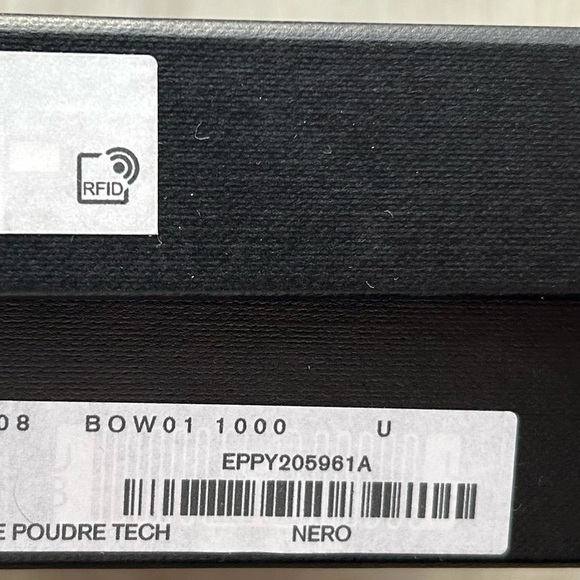 RFID
08 BOW01 1000 U
EPPY205961A
E POUDRE TECH NERO